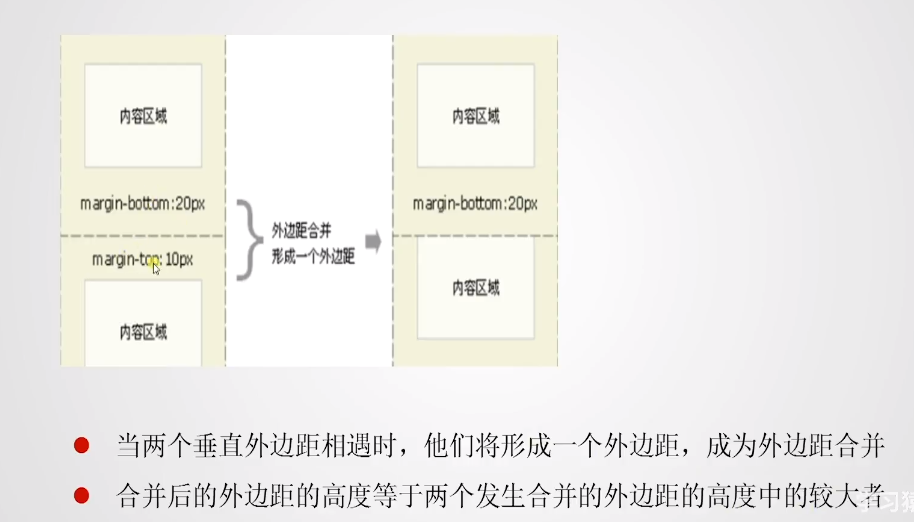 内容区域
内容区域
margin-bottom:20px
margin-bottom:20px
外边距合并
形成一个外边距
margin-top:10px
内容区域
内容区域
当两个垂直外边距相遇时，他们将形成一个外边距，成为外边距合并
合并后的外边距的高度等于两个发生合并的外边距的高度中的较大者